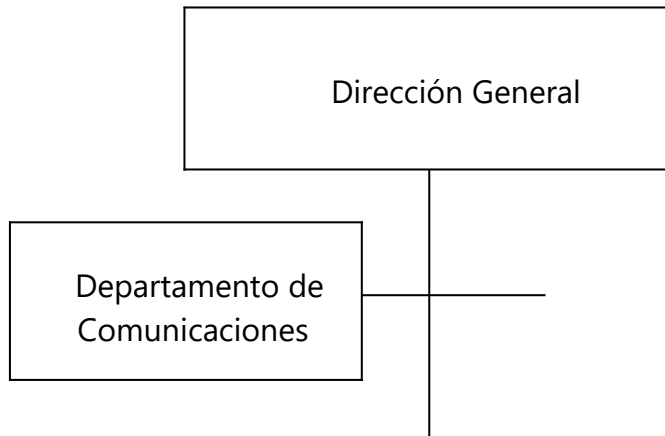 Dirección General
Departamento de
Comunicaciones